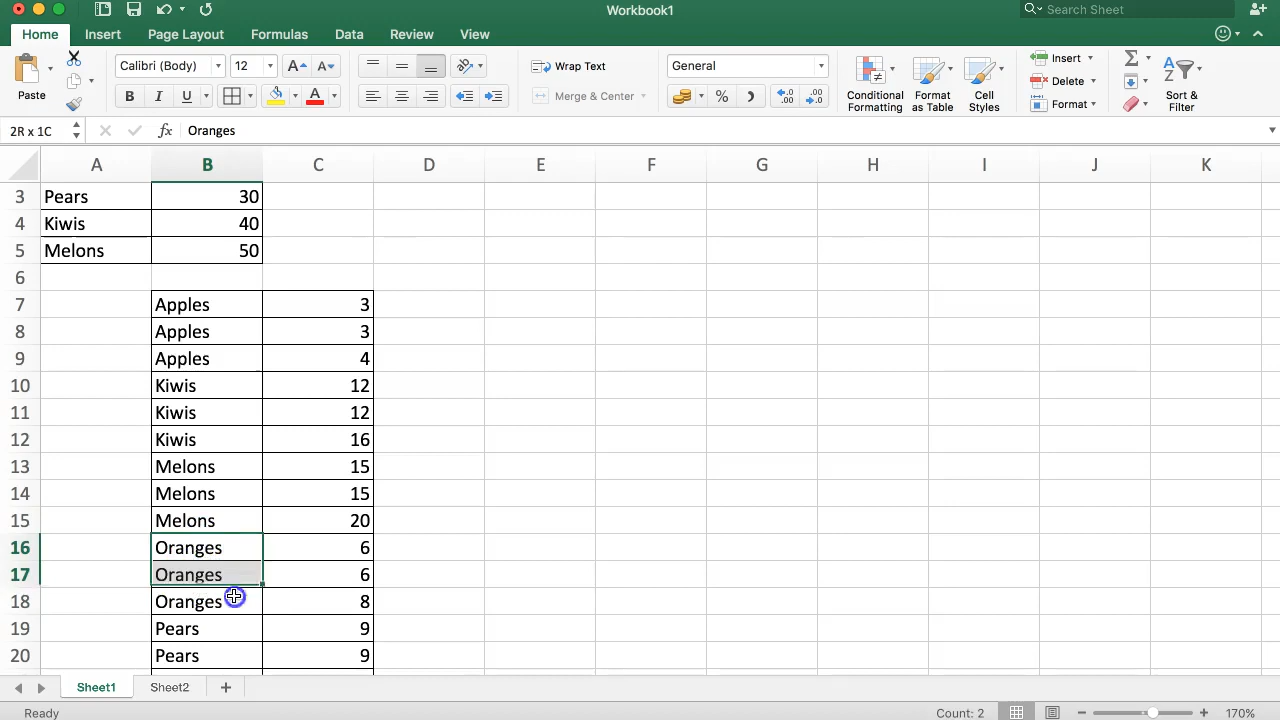 Workbook1
Search Sheet
Home Insert Page Layout Formulas Data Review View
Paste
Calibri (Body) 12
Wrap Text
Merge & Center
General
Conditional Formatting
Format as Table
Cell Styles
Insert
Delete
Format
Sort & Filter
2R x 1C fx Oranges
A B C D E F G H I J K
3 Pears 30
4 Kiwis 40
5 Melons 50
6
7 Apples 3
8 Apples 3
9 Apples 4
10 Kiwis 12
11 Kiwis 12
12 Kiwis 16
13 Melons 15
14 Melons 15
15 Melons 20
16 Oranges 6
17 Oranges 6
18 Oranges 8
19 Pears 9
20 Pears 9
Sheet1 Sheet2
Ready Count: 2 170%